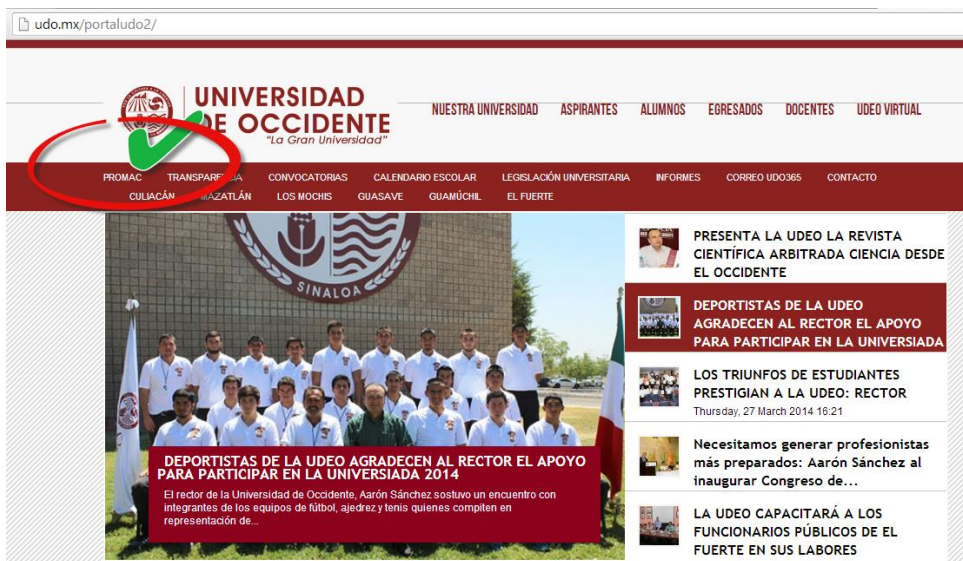 udo.mx/portaludo2/
UNIVERSIDAD
DE OCCIDENTE
"La Gran Universidad"
NUESTRA UNIVERSIDAD ASPIRANTES ALUMNOS EGRESADOS DOCENTES UDEO VIRTUAL
PROMAC TRANSPARENCIA CONVOCATORIAS CALENDARIO ESCOLAR LEGISLACIÓN UNIVERSITARIA INFORMES CORREO UDO365 CONTACTO
CULIACÁN MAZATLÁN LOS MOCHIS GUASAVE GUAMÚCHIL EL FUERTE
SINALOA
DEPORTISTAS DE LA UDEO AGRADECEN AL RECTOR EL APOYO
PARA PARTICIPAR EN LA UNIVERSIADA 2014
El rector de la Universidad de Occidente, Aarón Sánchez sostuvo un encuentro con
integrantes de los equipos de fútbol, ajedrez y tenis quienes compiten en
representación de...
PRESENTA LA UDEO LA REVISTA
CIENTÍFICA ARBITRADA CIENCIA DESDE
EL OCCIDENTE
DEPORTISTAS DE LA UDEO
AGRADECEN AL RECTOR EL APOYO
PARA PARTICIPAR EN LA UNIVERSIADA
LOS TRIUNFOS DE ESTUDIANTES
PRESTIGIAN A LA UDEO: RECTOR
Thursday, 27 March 2014 16:21
Necesitamos generar profesionistas
más preparados: Aarón Sánchez al
inaugurar Congreso de...
LA UDEO CAPACITARÁ A LOS
FUNCIONARIOS PÚBLICOS DE EL
FUERTE EN SUS LABORES